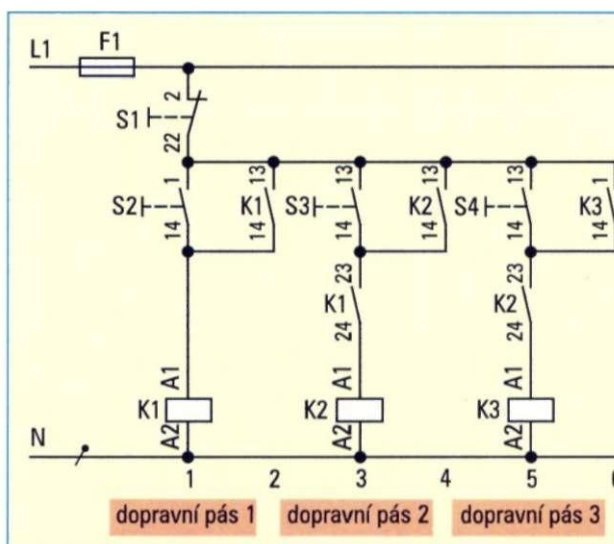 L1 F1
2
S1
22
1 13 13 13 13 1
S2 K1 S3 K2 S4 K3
14 14 14 14 14 14
23 23
K1 K2
24 24
A1 A1 A1
K1 K2 K3
N A2 A2 A2
1 2 3 4 5
dopravní pás 1 dopravní pás 2 dopravní pás 3